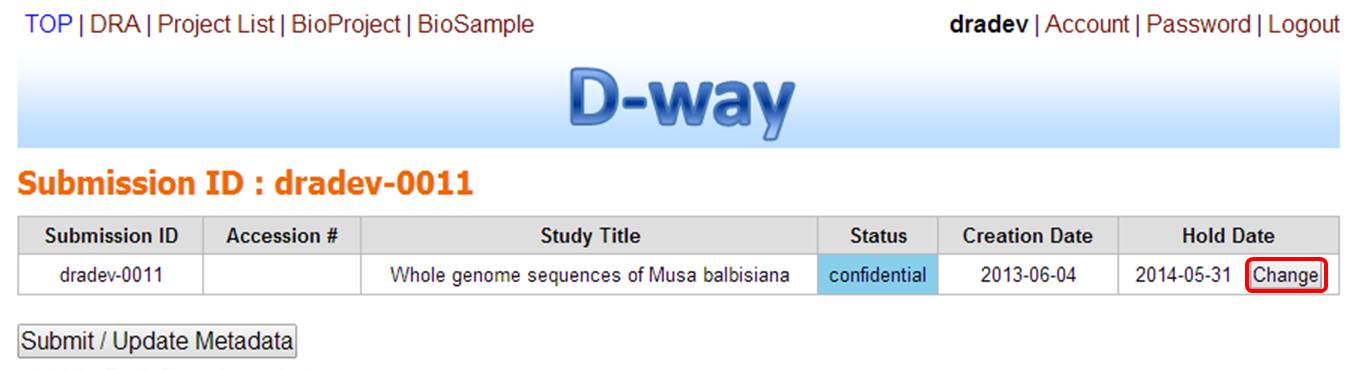 TOP | DRA | Project List | BioProject | BioSample
dradev | Account | Password | Logout
D-way
Submission ID : dradev-0011
Submission ID Accession # Study Title Status Creation Date Hold Date
dradev-0011 Whole genome sequences of Musa balbisiana confidential 2013-06-04 2014-05-31 Change
Submit / Update Metadata